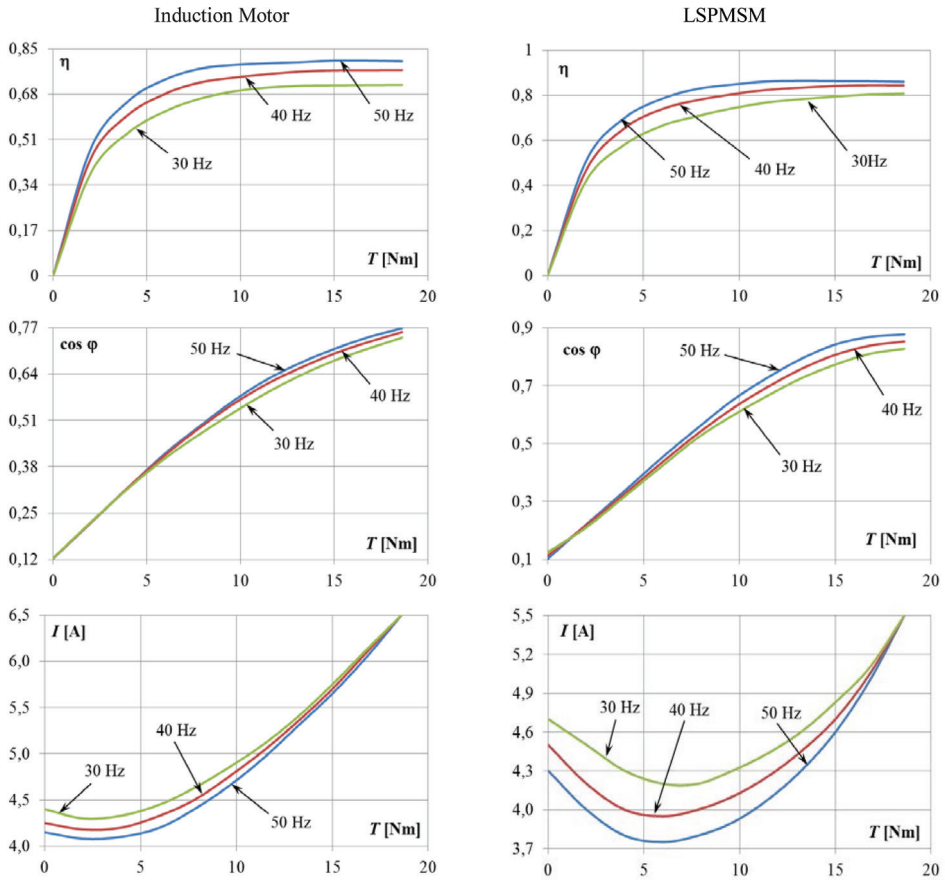 Induction Motor
LSPMSM
0,85
η
0,68
0,51
0,34
0,17
0
50 Hz
40 Hz
30 Hz
T [Nm]
0 5 10 15 20
1
η
0,8
0,6
0,4
0,2
0
50 Hz
40 Hz
30Hz
T [Nm]
0 5 10 15 20
0,77
cos φ
0,64
0,51
0,38
0,25
0,12
50 Hz
40 Hz
30 Hz
T [Nm]
0 5 10 15 20
0,9
cos φ
0,7
0,5
0,3
0,1
50 Hz
40 Hz
30 Hz
T [Nm]
0 5 10 15 20
6,5
I [A]
6,0
5,5
5,0
4,5
4,0
40 Hz
30 Hz
50 Hz
T [Nm]
0 5 10 15 20
5,5
I [A]
5,2
4,9
4,6
4,3
4,0
3,7
30 Hz
40 Hz
50 Hz
T [Nm]
0 5 10 15 20